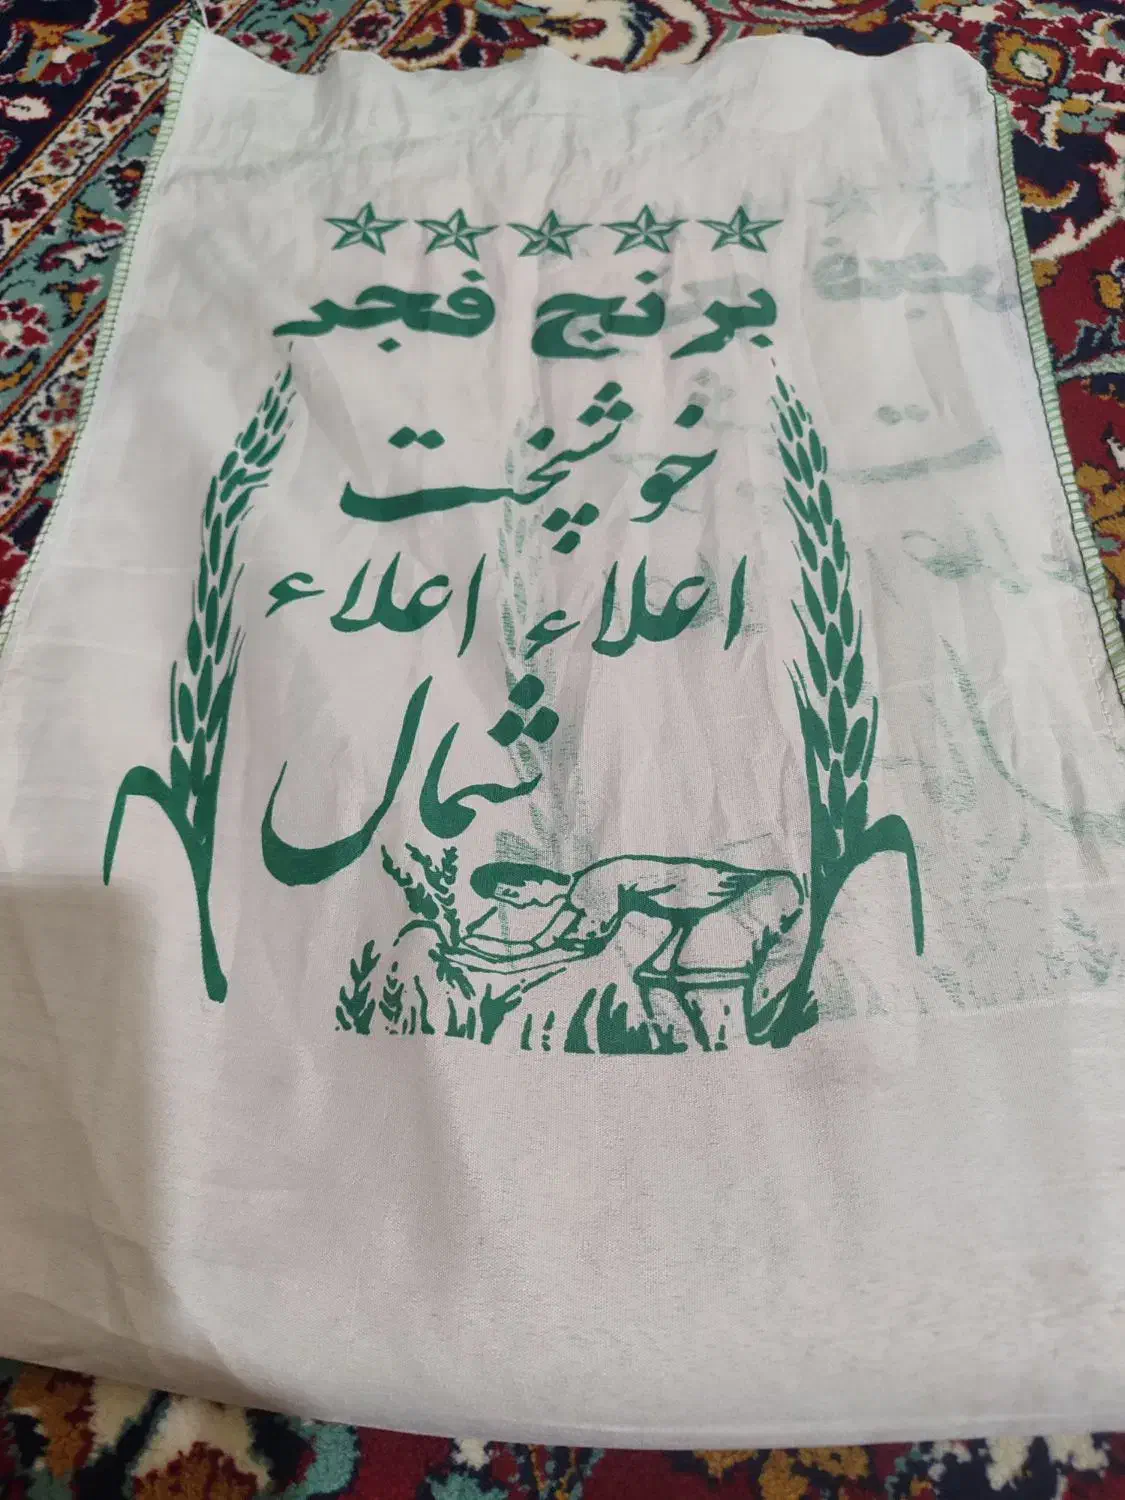 برنج فجر
خوشپخت
اعلاء اعلاء
شمال